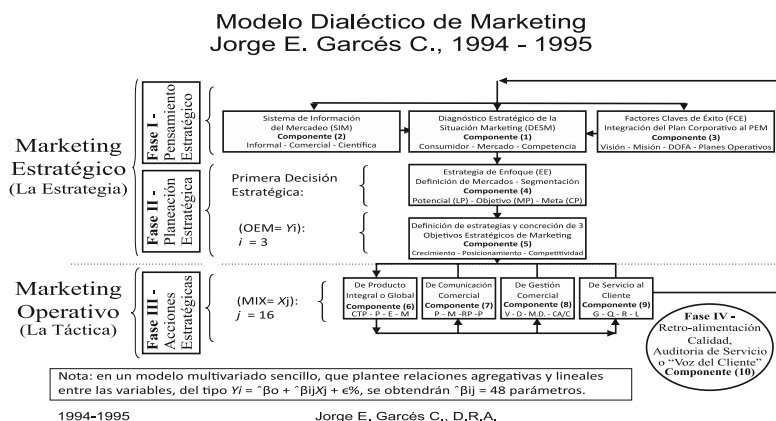 Modelo Dialéctico de Marketing
Jorge E. Garcés C., 1994 - 1995
Marketing
Estratégico
(La Estrategia)
Fase I -
Pensamiento
Estratégico
Sistema de Información
del Mercadeo (SIM)
Componente (2)
Informal - Comercial - Científica
Diagnóstico Estratégico de la
Situación Marketing (DESM)
Componente (1)
Consumidor - Mercado - Competencia
Factores Claves de Éxito (FCE)
Integración del Plan Corporativo al PEM
Componente (3)
Visión - Misión - DOFA - Planes Operativos
Fase II -
Planeación
Estratégica
Primera Decisión
Estratégica:
Estrategia de Enfoque (EE)
Definición de Mercados - Segmentación
Componente (4)
Potencial (LP) - Objetivo (MP) - Meta (CP)
(OEM= Yi):
i = 3
Definición de estrategias y concreción de 3
Objetivos Estratégicos de Marketing
Componente (5)
Crecimiento - Posicionamiento - Competitividad
Marketing
Operativo
(La Táctica)
Fase III -
Acciones
Estratégicas
(MIX= Xj):
j = 16
De Producto
Integral o Global
Componente (6)
CTP - P - E - M
De Comunicación
Comercial
Componente (7)
P - M -RP -P
De Gestión
Comercial
Componente (8)
V - D - M.D. - CA/C
De Servicio al
Cliente
Componente (9)
G - Q - R - L
Fase IV -
Retro-alimentación
Calidad,
Auditoria de Servicio
o "Voz del Cliente"
Componente (10)
Nota: en un modelo multivariado sencillo, que plantee relaciones agregativas y lineales
entre las variables, del tipo Yi = ˆβo + ˆβijXj + €%, se obtendrán ˆβij = 48 parámetros.
1994-1995
Jorge E. Garcés C., D.R.A.